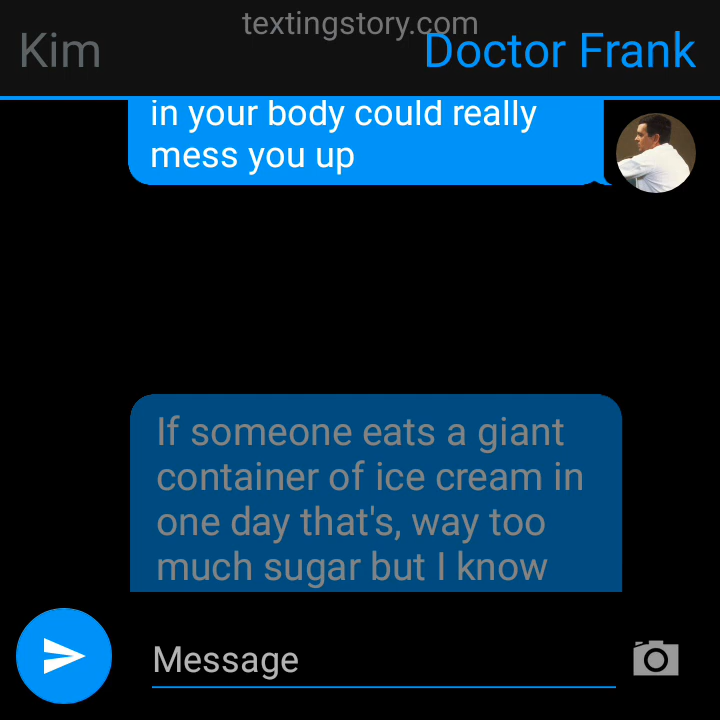 textingstory.com
Kim
Doctor Frank
in your body could really
mess you up
If someone eats a giant
container of ice cream in
one day that's, way too
much sugar but I know
Message